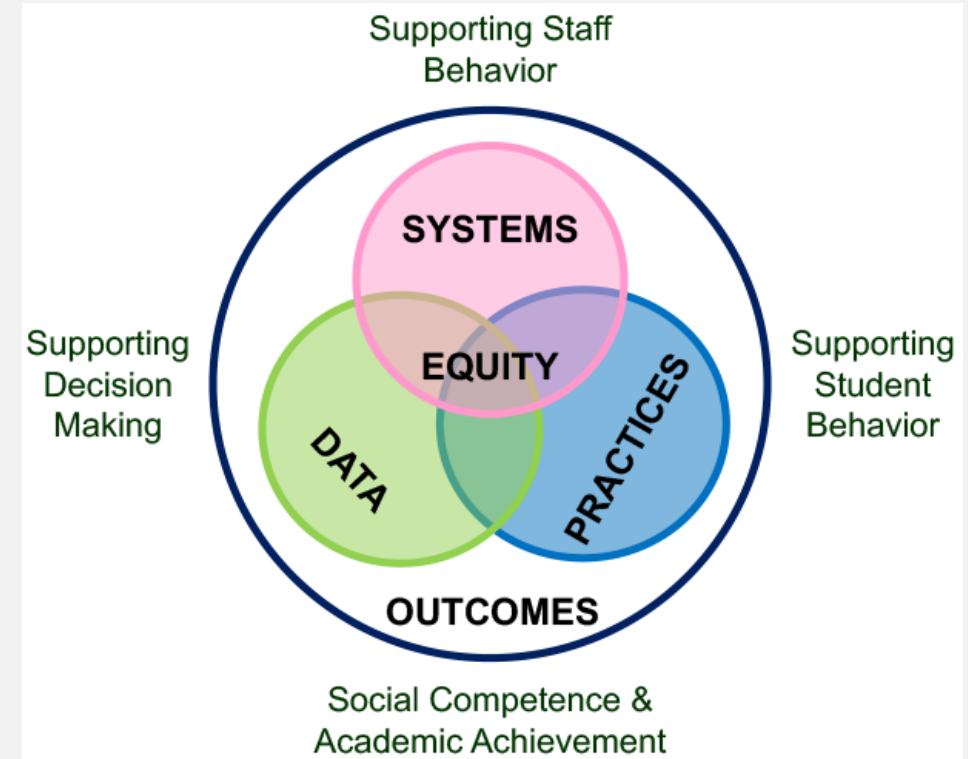 Supporting Staff
Behavior
SYSTEMS
Supporting
Decision
Making
EQUITY
Supporting
Student
Behavior
DATA
PRACTICES
OUTCOMES
Social Competence &
Academic Achievement